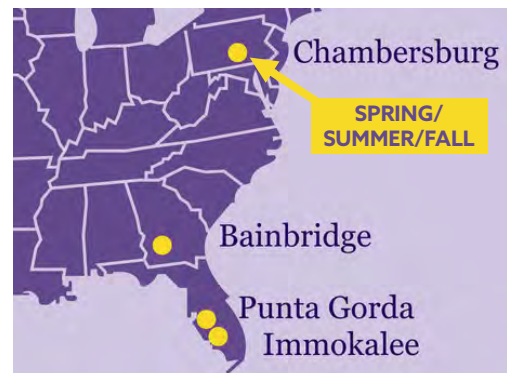 Chambersburg
SPRING/
SUMMER/FALL
Bainbridge
Punta Gorda
Immokalee